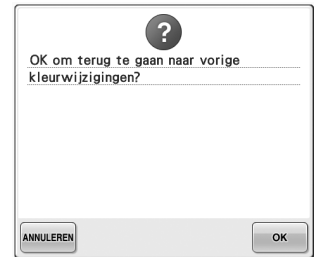 ?
OK om terug te gaan naar vorige
kleurwijzigingen?
ANNULEREN
OK